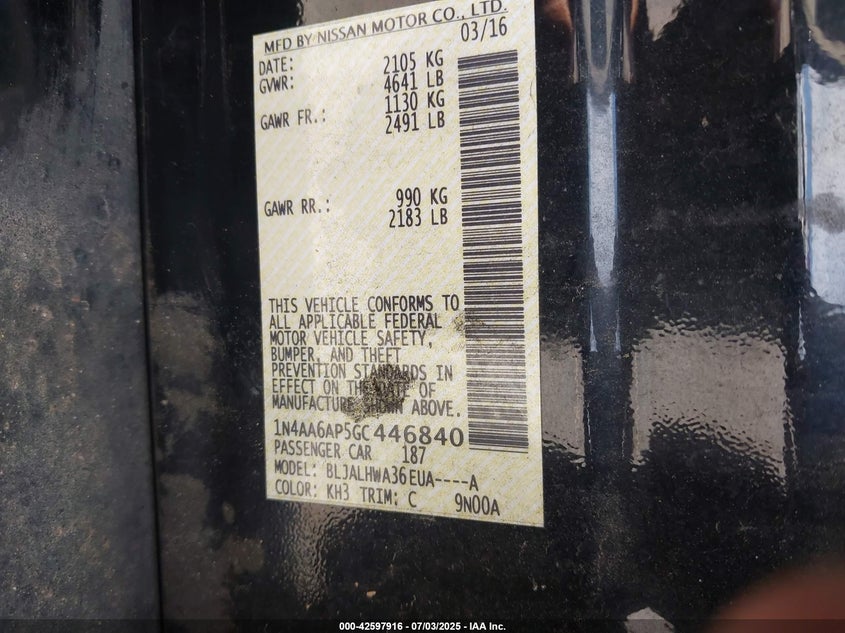 MFD BY NISSAN MOTOR CO., LTD.
DATE: 03/16
GVWR: 2105 KG
4641 LB
GAWR FR.: 1130 KG
2491 LB
GAWR RR.: 990 KG
2183 LB
THIS VEHICLE CONFORMS TO
ALL APPLICABLE FEDERAL
MOTOR VEHICLE SAFETY,
BUMPER, AND THEFT
PREVENTION STANDARDS IN
EFFECT ON THE DATE OF
MANUFACTURE SHOWN ABOVE.
1N4AA6AP5GC446840
PASSENGER CAR 187
MODEL: BLJALHWA36EUA----A
COLOR: KH3 TRIM: C 9N00A
000-42597916 - 07/03/2025 - IAA Inc.